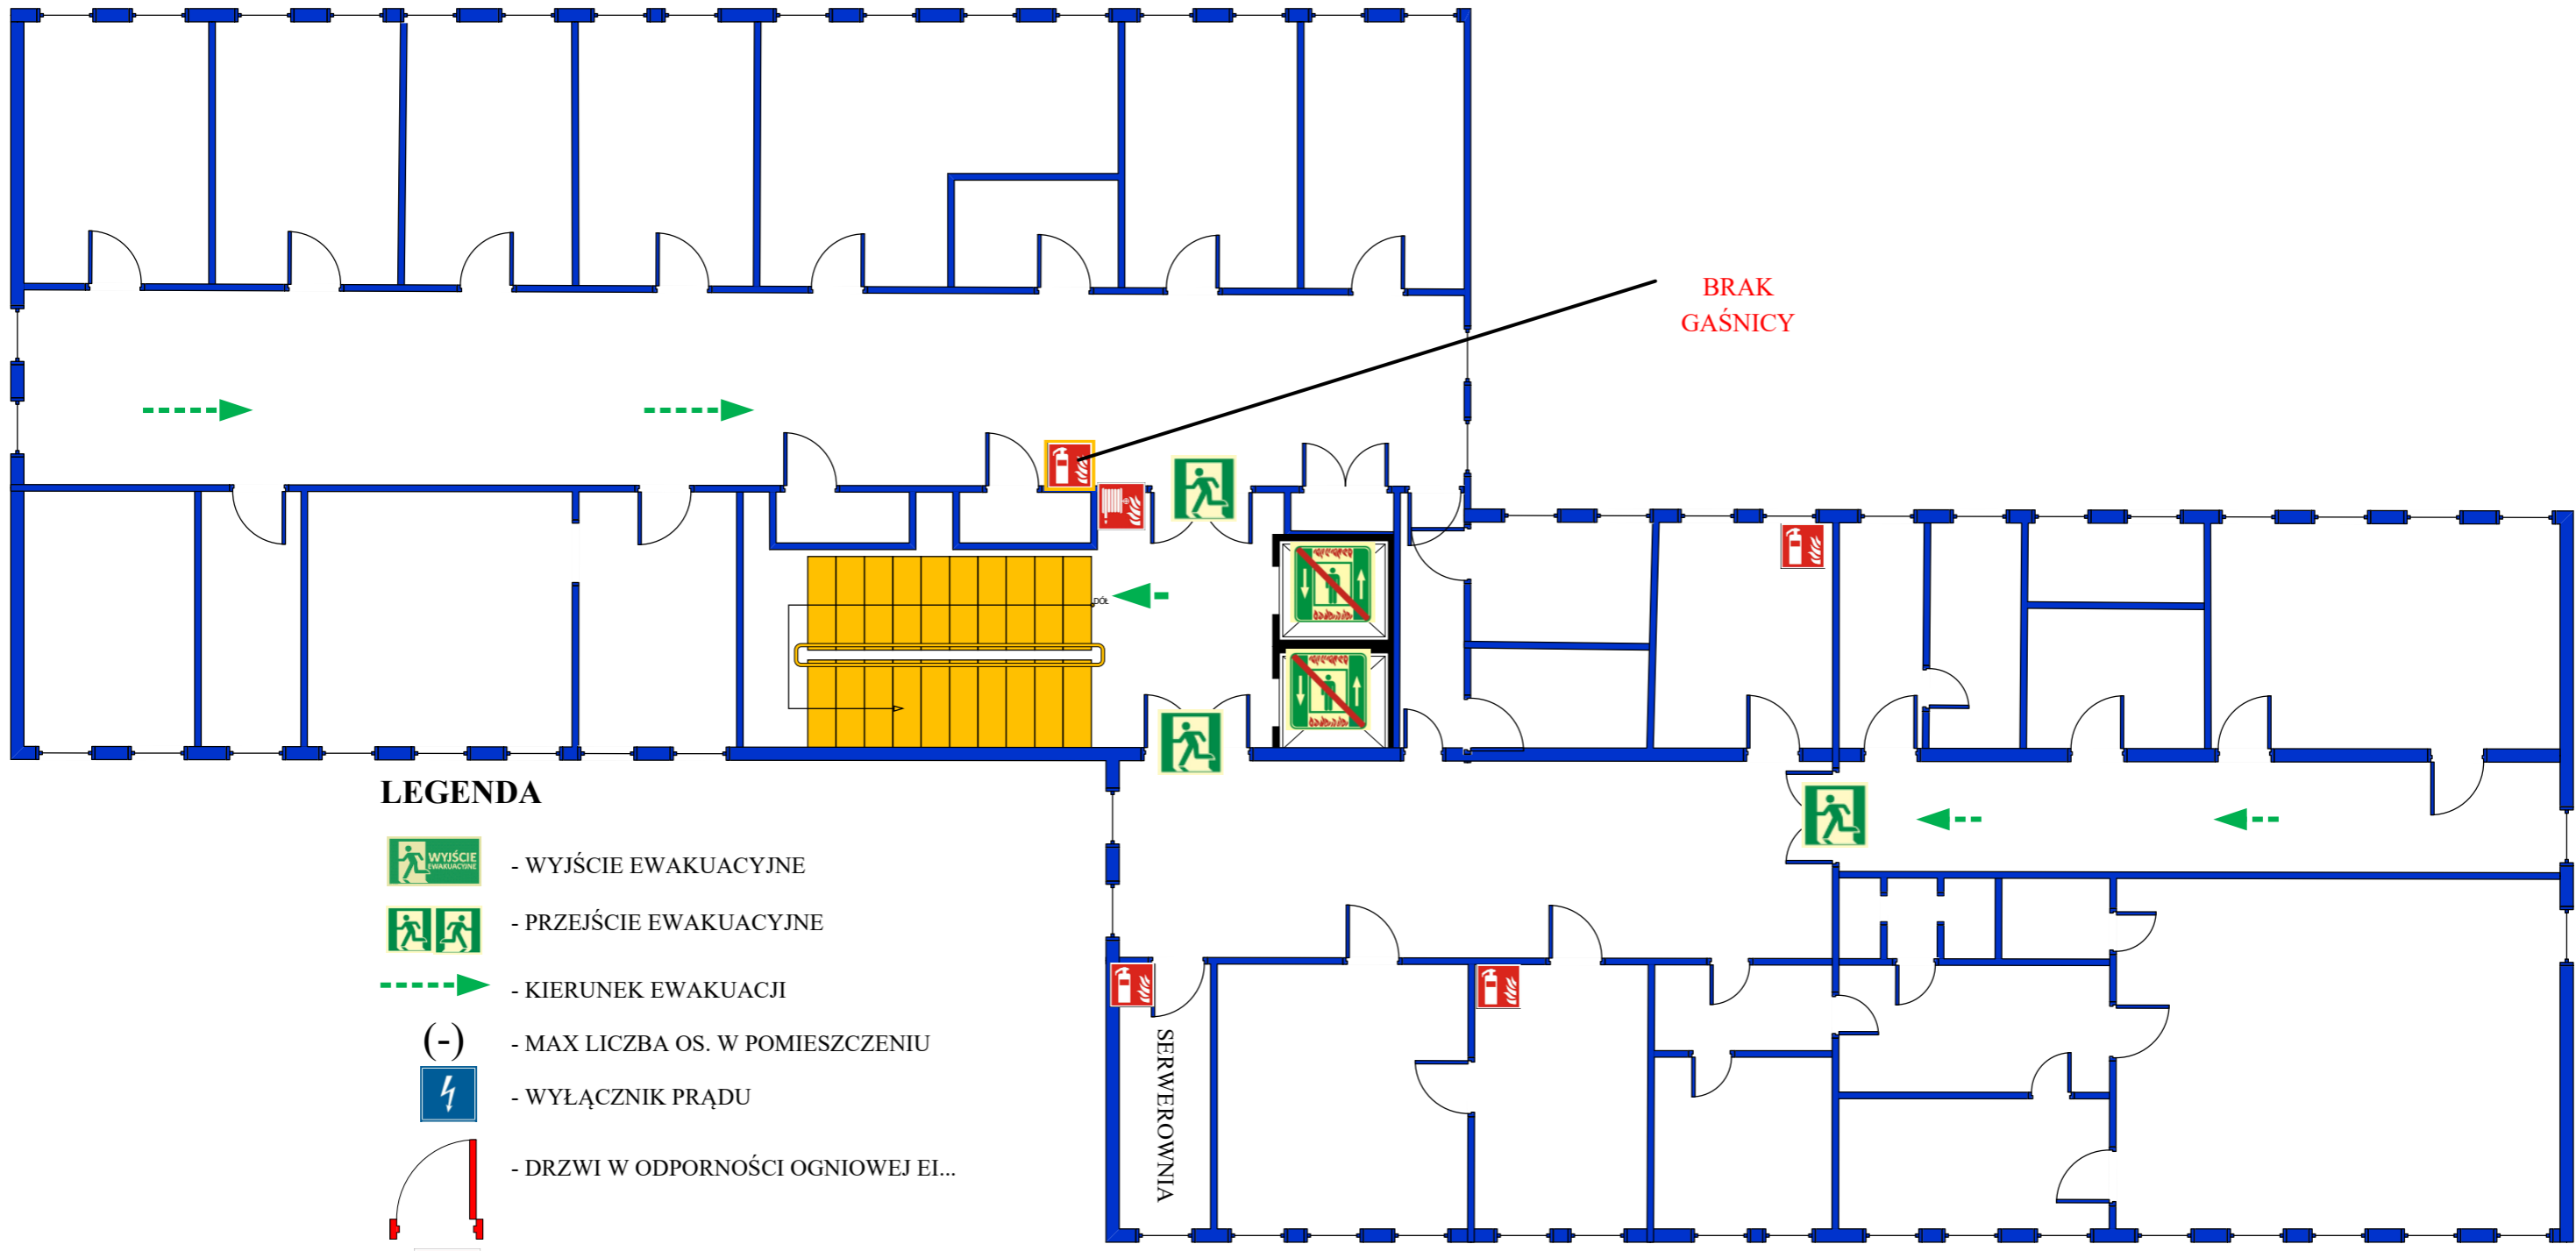 BRAK
GAŚNICY
DÓŁ
LEGENDA
WYJŚCIE
EWAKUACYJNE
- WYJŚCIE EWAKUACYJNE
- PRZEJŚCIE EWAKUACYJNE
- KIERUNEK EWAKUACJI
(-)
- MAX LICZBA OS. W POMIESZCZENIU
- WYŁĄCZNIK PRĄDU
- DRZWI W ODPORNOŚCI OGNIOWEJ EI...
SERWEROWNIA